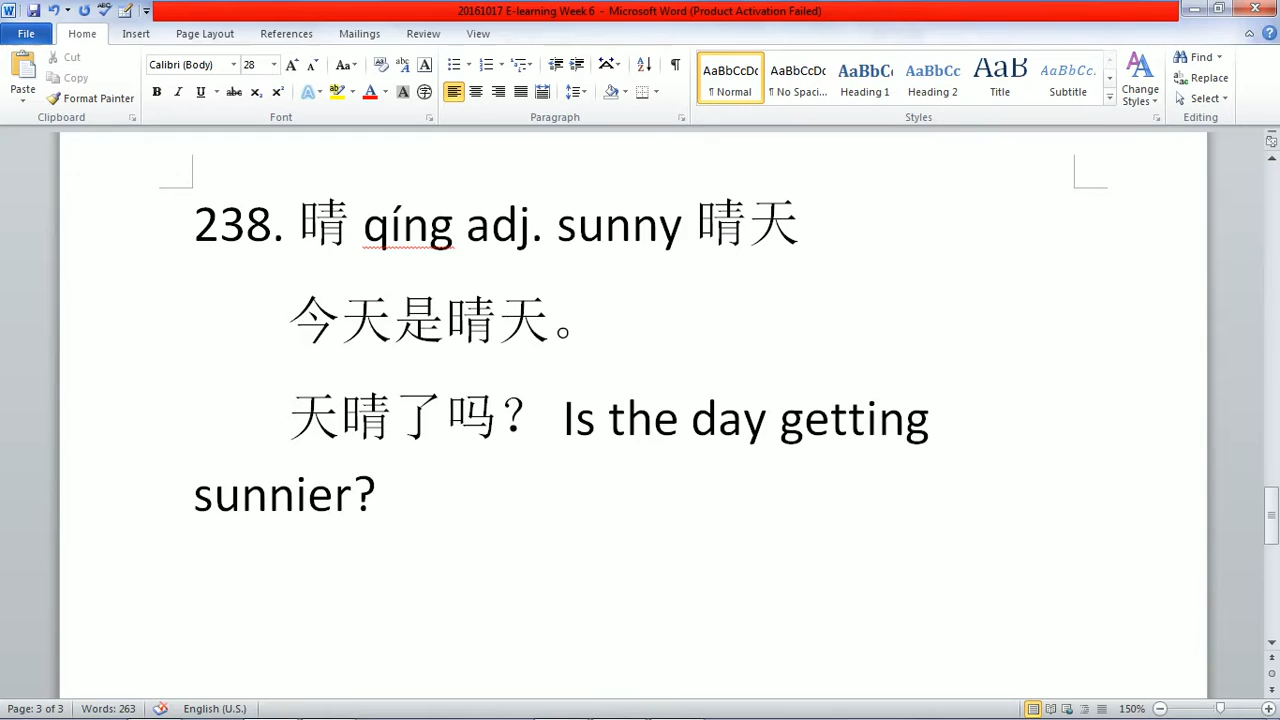 20161017 E-learning Week 6 - Microsoft Word (Product Activation Failed)
File Home Insert Page Layout References Mailings Review View
Paste Cut Copy Format Painter
Calibri (Body) 28
AaBbCcDc AaBbCcDc AaBbC AaBbCc AaB AaBbCc.
¶ Normal ¶ No Spaci... Heading 1 Heading 2 Title Subtitle
Change Styles
Find Replace Select
Clipboard Font Paragraph Styles Editing
238. 晴 qíng adj. sunny 晴天
今天是晴天。
天晴了吗？ Is the day getting
sunnier?
Page: 3 of 3 Words: 263 English (U.S.) 150%